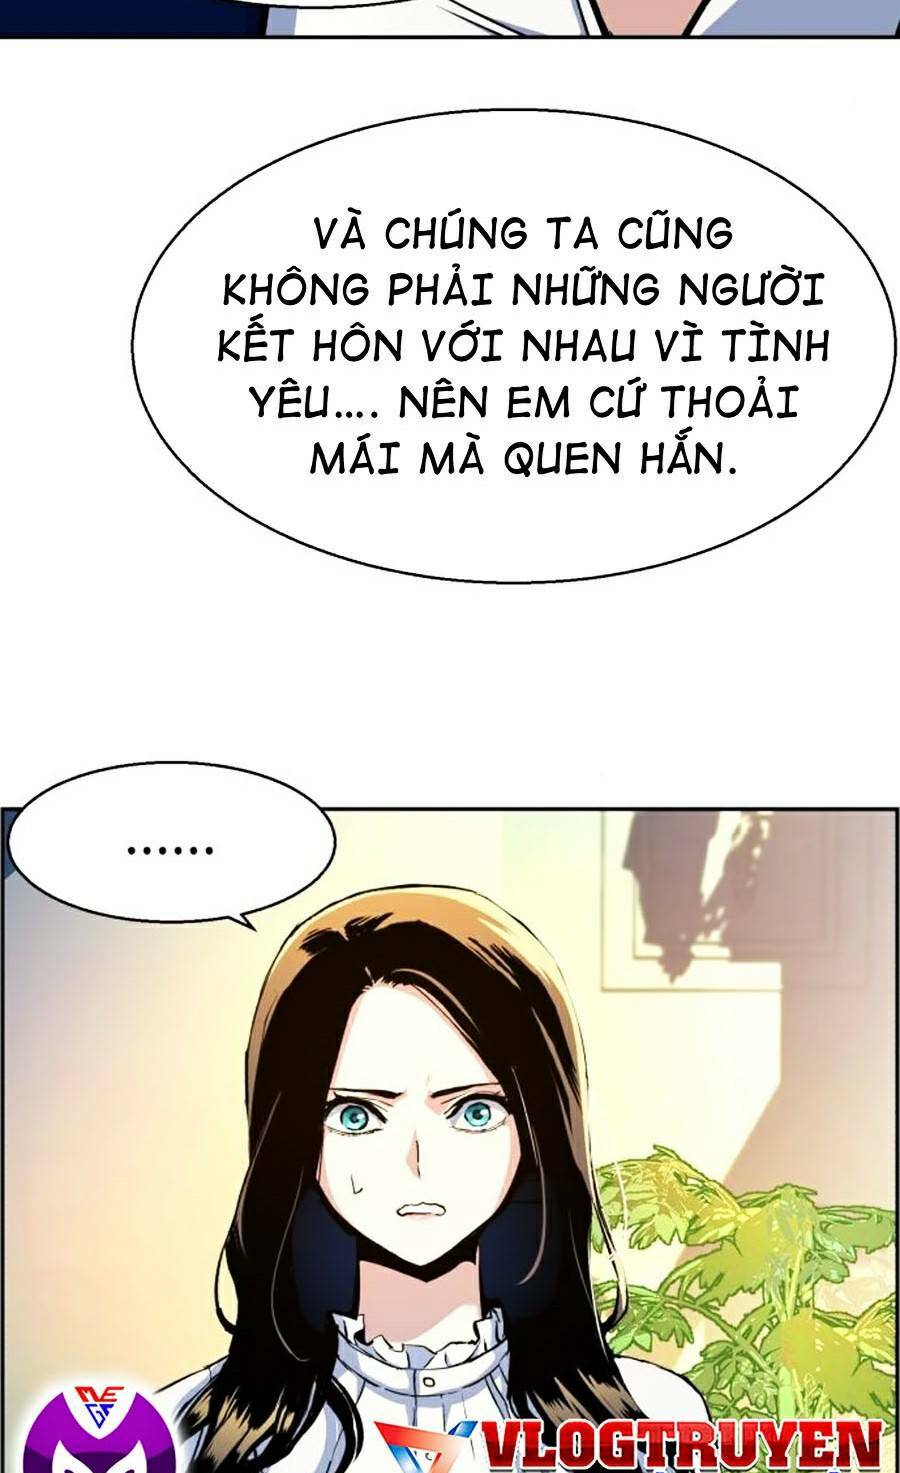 VÀ CHÚNG TA CŨNG
KHÔNG PHẢI NHỮNG NGƯỜI
KẾT HÔN VỚI NHAU VÌ TÌNH
YÊU.... NÊN EM CỨ THOẢI
MÁI MÀ QUEN HẮN.
......
VLOGTRUYEN